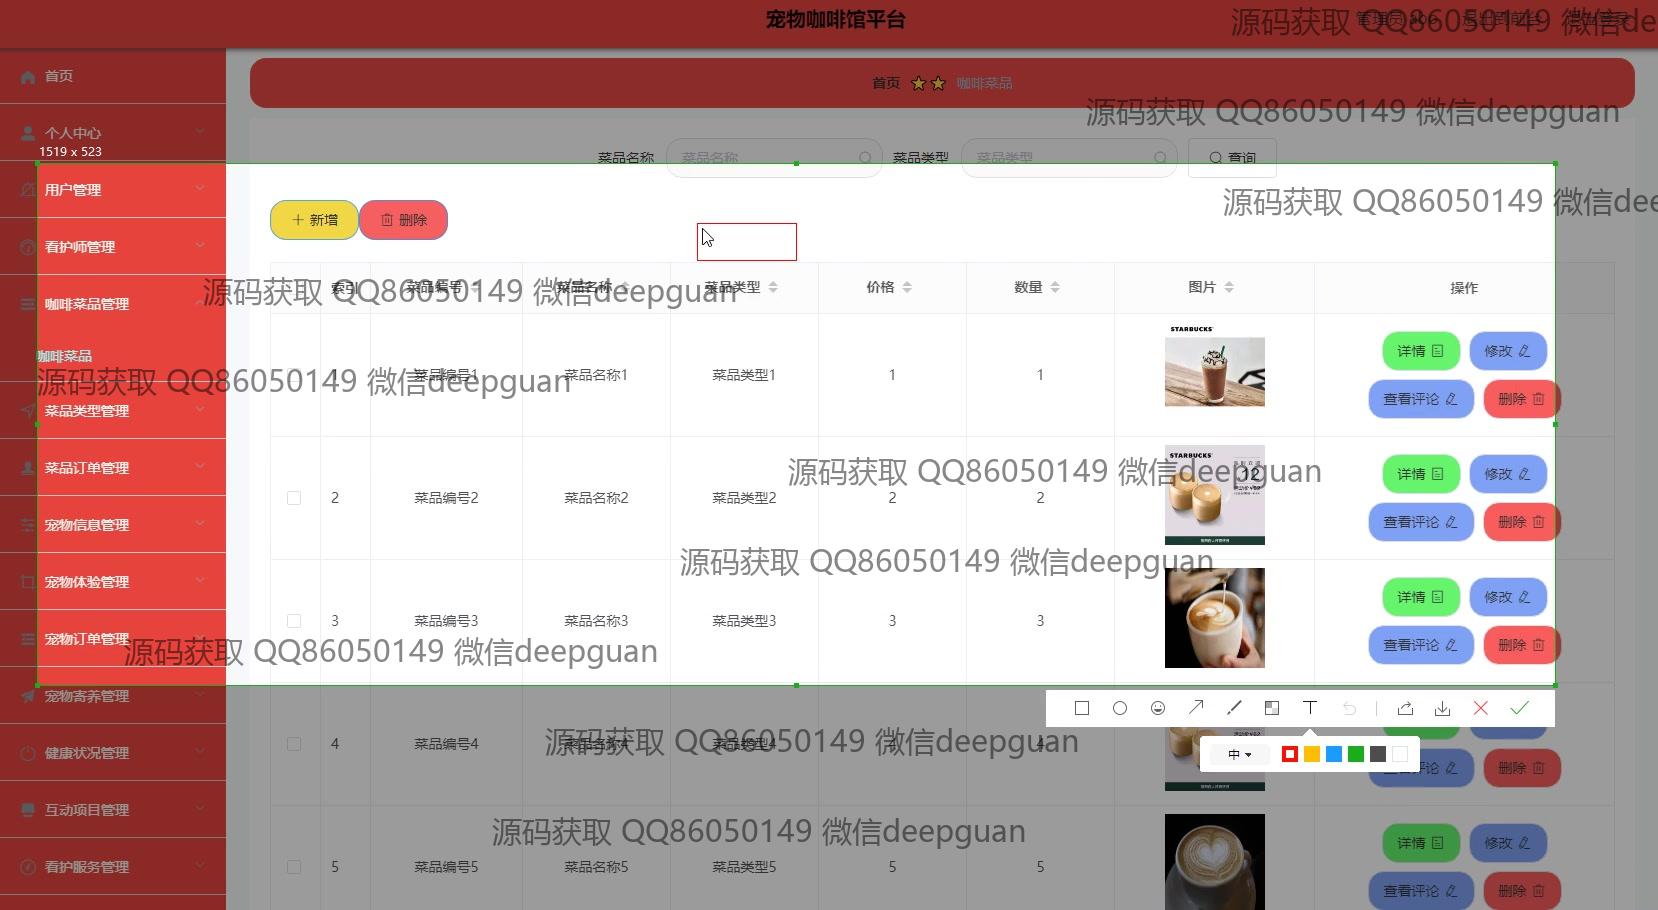 宠物咖啡馆平台
源码获取 QQ86050149 微信deepguan
首页
首页 咖啡菜品
源码获取 QQ86050149 微信deepguan
个人中心
1519 x 523
菜品名称 菜品名称 菜品类型 菜品类型 查询
用户管理
源码获取 QQ86050149 微信deepguan
新增 删除
看护师管理
索引 菜品编号 菜品名称 菜品类型 价格 数量 图片 操作
源码获取 QQ86050149 微信deepguan
咖啡菜品管理
STARBUCKS
咖啡菜品
详情 修改
菜品编号1 菜品名称1 菜品类型1 1 1
源码获取 QQ86050149 微信deepguan
查看评论 删除
菜品类型管理
STARBUCKS
12
菜品订单管理
源码获取 QQ86050149 微信deepguan
详情 修改
2 菜品编号2 菜品名称2 菜品类型2 2 2
查看评论 删除
宠物信息管理
源码获取 QQ86050149 微信deepguan
宠物体验管理
详情 修改
3 菜品编号3 菜品名称3 菜品类型3 3 3
宠物订单管理
查看评论 删除
源码获取 QQ86050149 微信deepguan
宠物寄养管理
4 菜品编号4 菜品名称4 菜品类型4 4
源码获取 QQ86050149 微信deepguan
健康状况管理
中
查看评论 删除
互动项目管理
源码获取 QQ86050149 微信deepguan
详情 修改
看护服务管理
5 菜品编号5 菜品名称5 菜品类型5 5 5
查看评论 删除